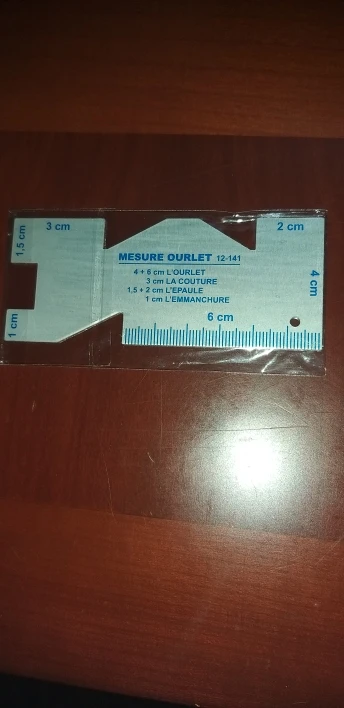 3 cm
2 cm
1,5 cm
MESURE OURLET 12-141
4 + 6 cm L'OURLET
3 cm LA COUTURE
1,5 + 2 cm L'EPAULE
1 cm L'EMMANCHURE
4 cm
1 cm
6 cm